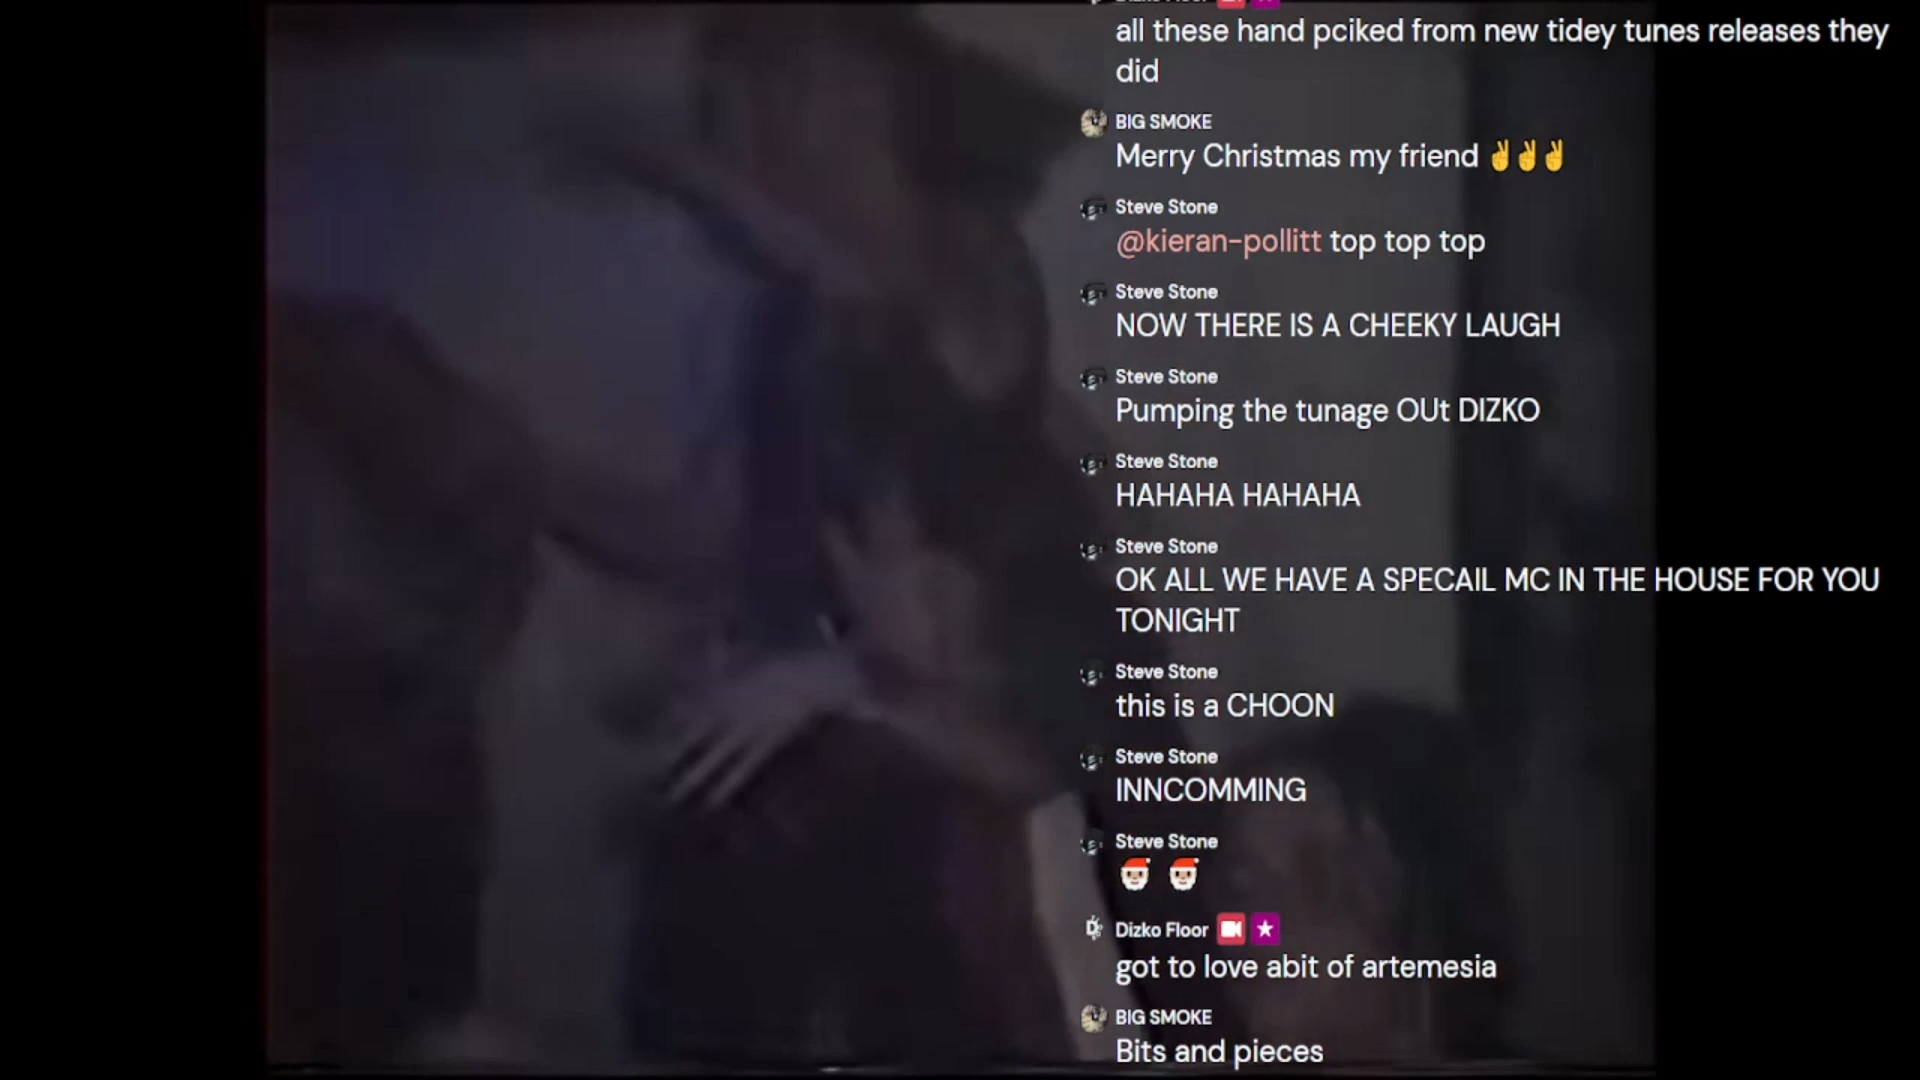 all these hand pciked from new tidey tunes releases they
did
BIG SMOKE
Merry Christmas my friend ✌✌✌
Steve Stone
@kieran-pollitt top top top
Steve Stone
NOW THERE IS A CHEEKY LAUGH
Steve Stone
Pumping the tunage OUt DIZKO
Steve Stone
HAHAHA HAHAHA
Steve Stone
OK ALL WE HAVE A SPECAIL MC IN THE HOUSE FOR YOU
TONIGHT
Steve Stone
this is a CHOON
Steve Stone
INNCOMMING
Steve Stone
🎅🏼 🎅🏼
Dizko Floor
got to love abit of artemesia
BIG SMOKE
Bits and pieces